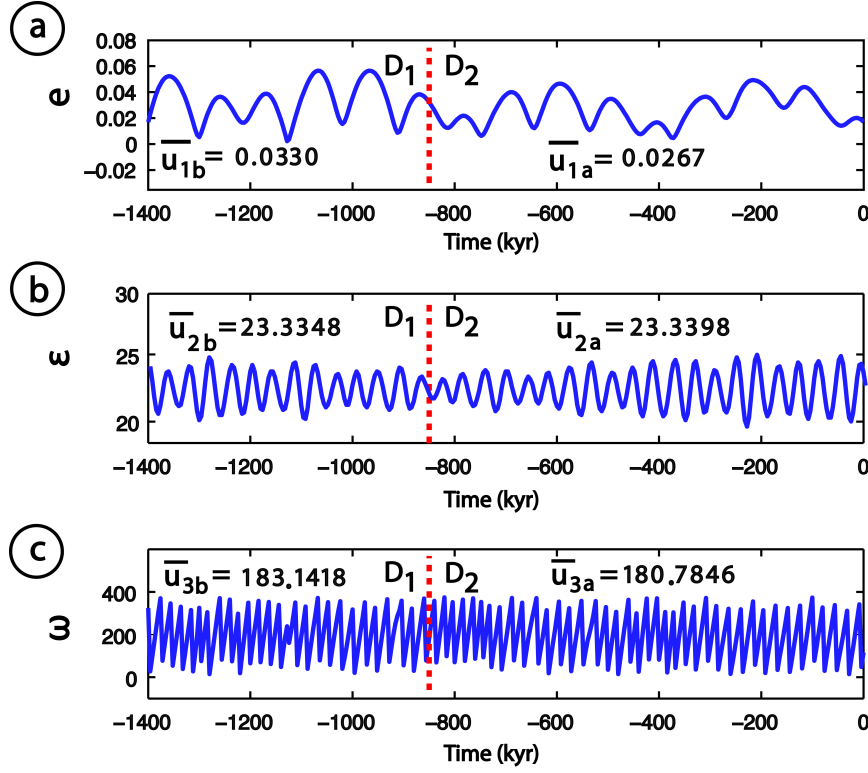 a
0.08
0.06
0.04
0.02
0
−0.02
e
D1 D2
u1b = 0.0330
u1a = 0.0267
−1400 −1200 −1000 −800 −600 −400 −200 0
Time (kyr)
b
30
25
20
ε
u2b = 23.3348
D1 D2
u2a = 23.3398
−1400 −1200 −1000 −800 −600 −400 −200 0
Time (kyr)
c
400
200
0
ω
u3b = 183.1418
D1 D2
u3a = 180.7846
−1400 −1200 −1000 −800 −600 −400 −200 0
Time (kyr)